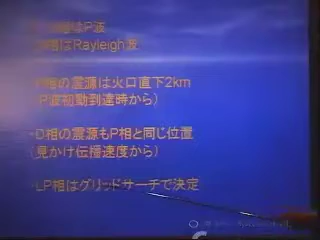 相はP波
相はRayleigh波
相の震源は火口直下2km
P波初動到達時から）
・D相の震源もP相と同じ位置
（見かけ伝播速度から）
・LP相はグリッドサーチで決定